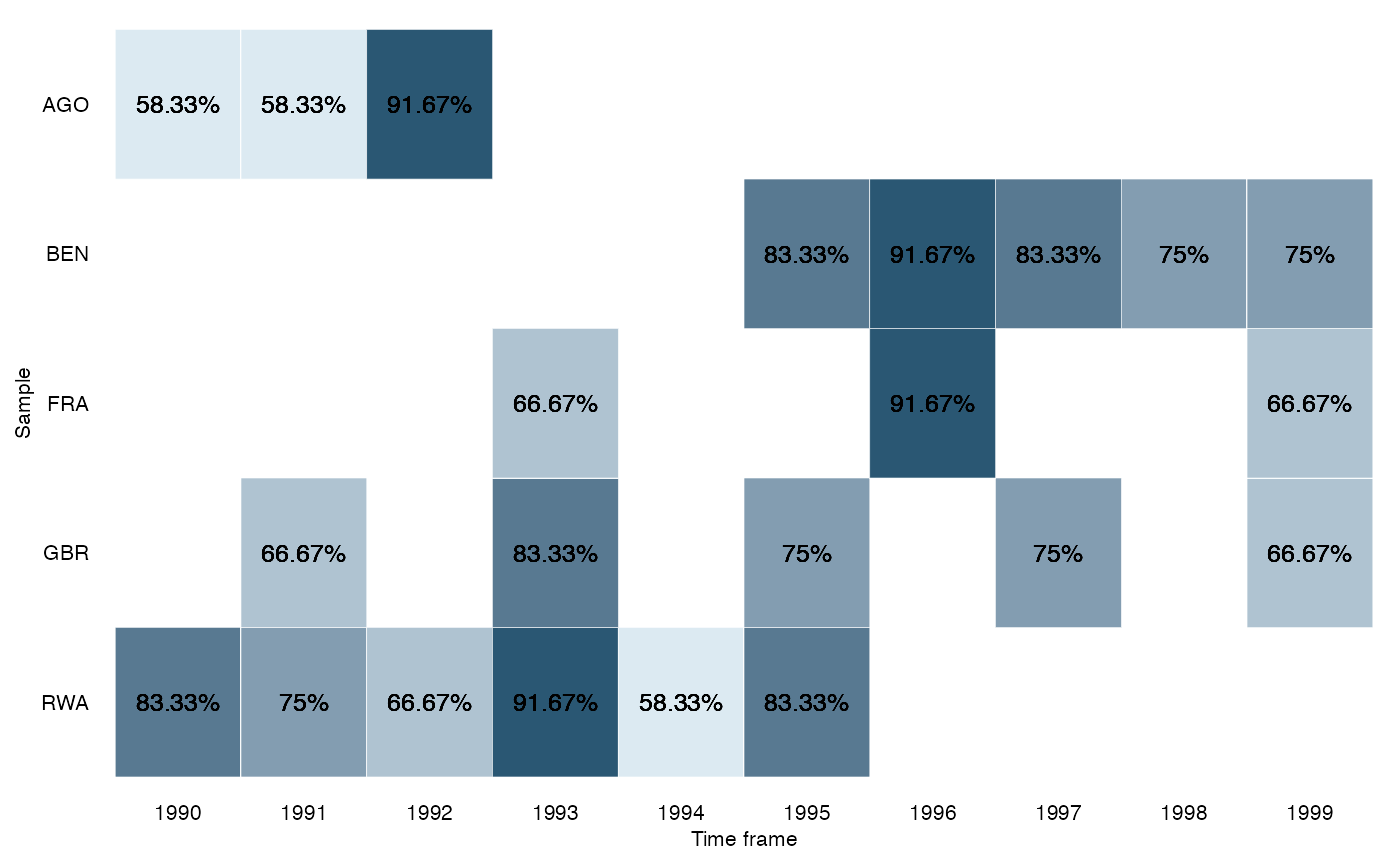 AGO 58.33% 58.33% 91.67%
BEN 83.33% 91.67% 83.33% 75% 75%
Sample
FRA 66.67% 91.67% 66.67%
GBR 66.67% 83.33% 75% 75% 66.67%
RWA 83.33% 75% 66.67% 91.67% 58.33% 83.33%
1990 1991 1992 1993 1994 1995 1996 1997 1998 1999
Time frame